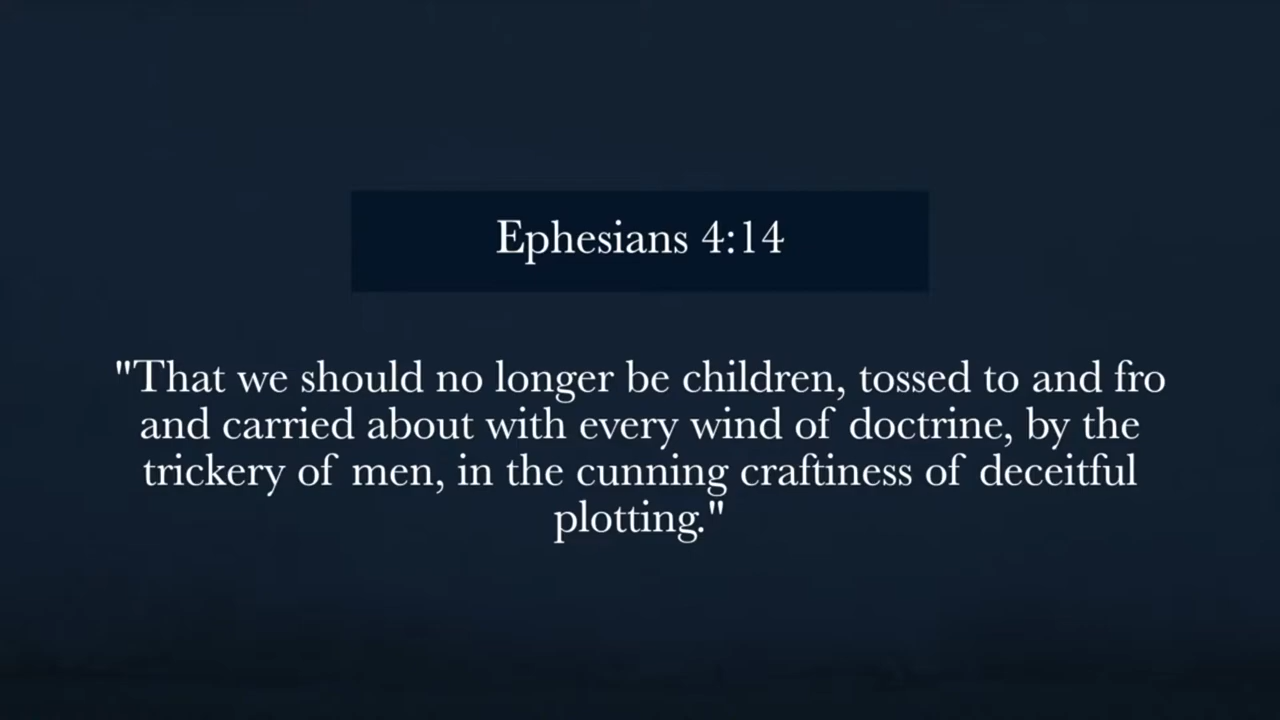 Ephesians 4:14
"That we should no longer be children, tossed to and fro
and carried about with every wind of doctrine, by the
trickery of men, in the cunning craftiness of deceitful
plotting."